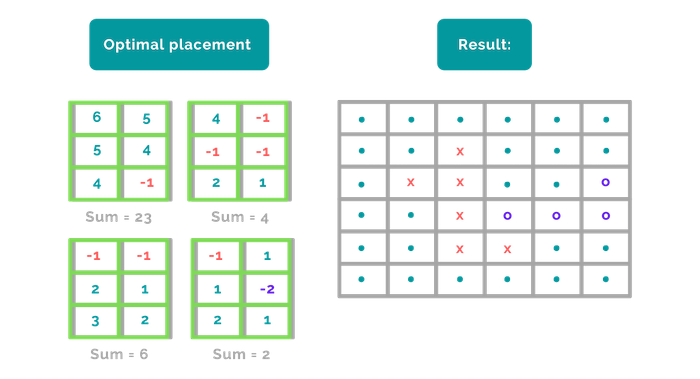 Optimal placement
Result:
6 5
5 4
4 -1
Sum = 23
4 -1
-1 -1
2 1
Sum = 4
-1 -1
2 1
3 2
Sum = 6
-1 1
1 -2
2 1
Sum = 2
• • • • • •
• • x • • •
• x x • • o
• • x o o o
• • x x • •
• • • • • •